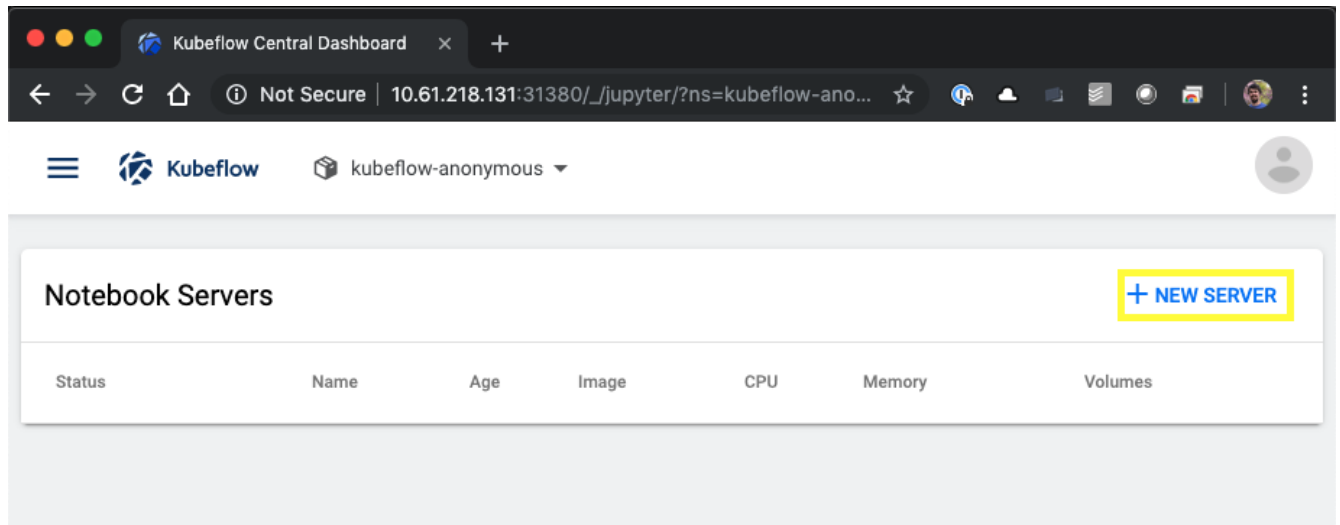 Kubeflow Central Dashboard
Not Secure | 10.61.218.131:31380/_/jupyter/?ns=kubeflow-ano...
Kubeflow kubeflow-anonymous
Notebook Servers + NEW SERVER
Status Name Age Image CPU Memory Volumes